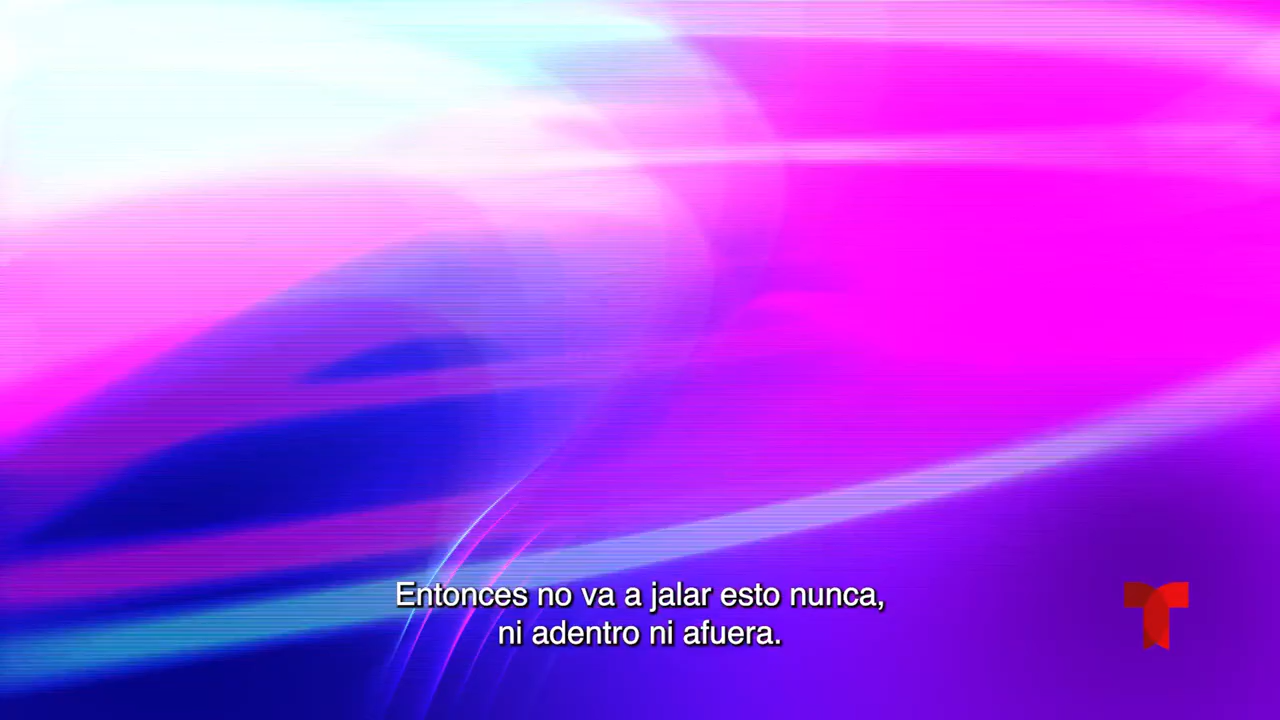 Entonces no va a jalar esto nunca,
ni adentro ni afuera.